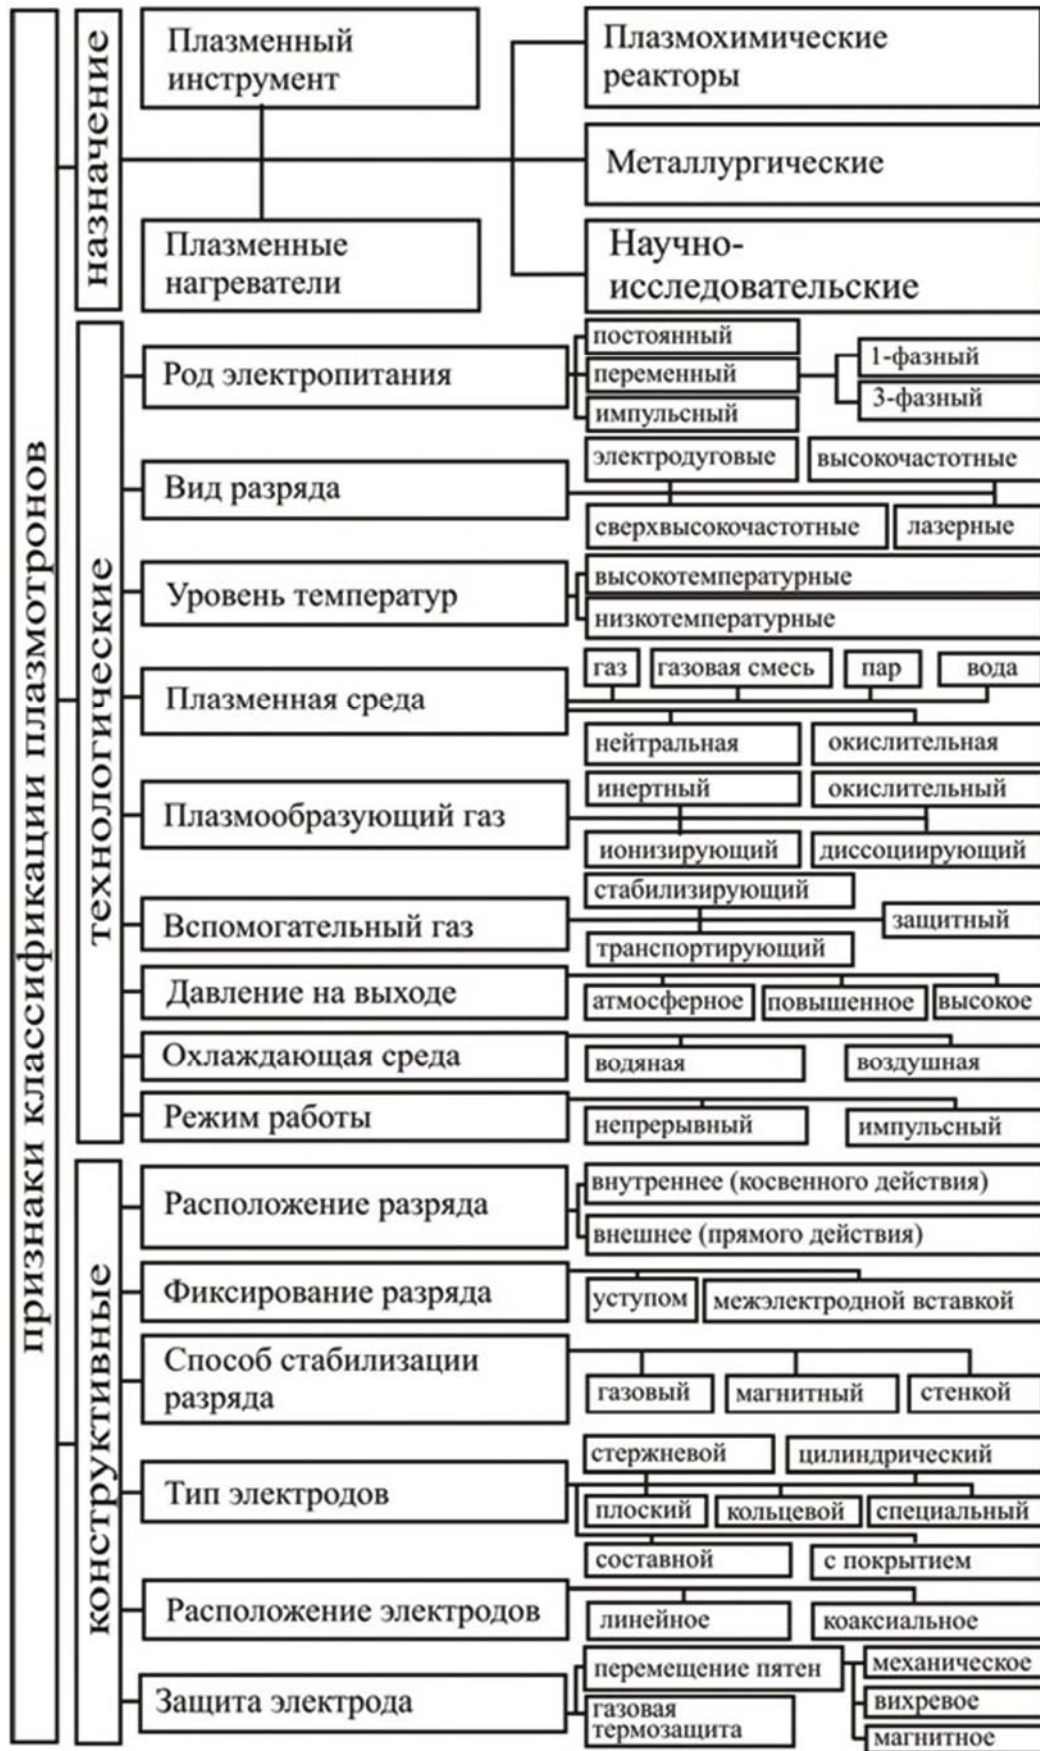 признаки классификации плазмотронов
назначение
Плазменный
инструмент
Плазмохимические
реакторы
Металлургические
Плазменные
нагреватели
Научно-
исследовательские
технологические
Род электропитания
постоянный
переменный
импульсный
1-фазный
3-фазный
Вид разряда
электродуговые
высокочастотные
сверхвысокочастотные
лазерные
Уровень температур
высокотемпературные
низкотемпературные
Плазменная среда
газ
газовая смесь
пар
вода
нейтральная
окислительная
Плазмообразующий газ
инертный
окислительный
ионизирующий
диссоциирующий
Вспомогательный газ
стабилизирующий
защитный
транспортирующий
Давление на выходе
атмосферное
повышенное
высокое
Охлаждающая среда
водяная
воздушная
Режим работы
непрерывный
импульсный
конструктивные
Расположение разряда
внутреннее (косвенного действия)
внешнее (прямого действия)
Фиксирование разряда
уступом
межэлектродной вставкой
Способ стабилизации
разряда
газовый
магнитный
стенкой
Тип электродов
стержневой
цилиндрический
плоский
кольцевой
специальный
составной
с покрытием
Расположение электродов
линейное
коаксиальное
Защита электрода
перемещение пятен
газовая
термозащита
механическое
вихревое
магнитное